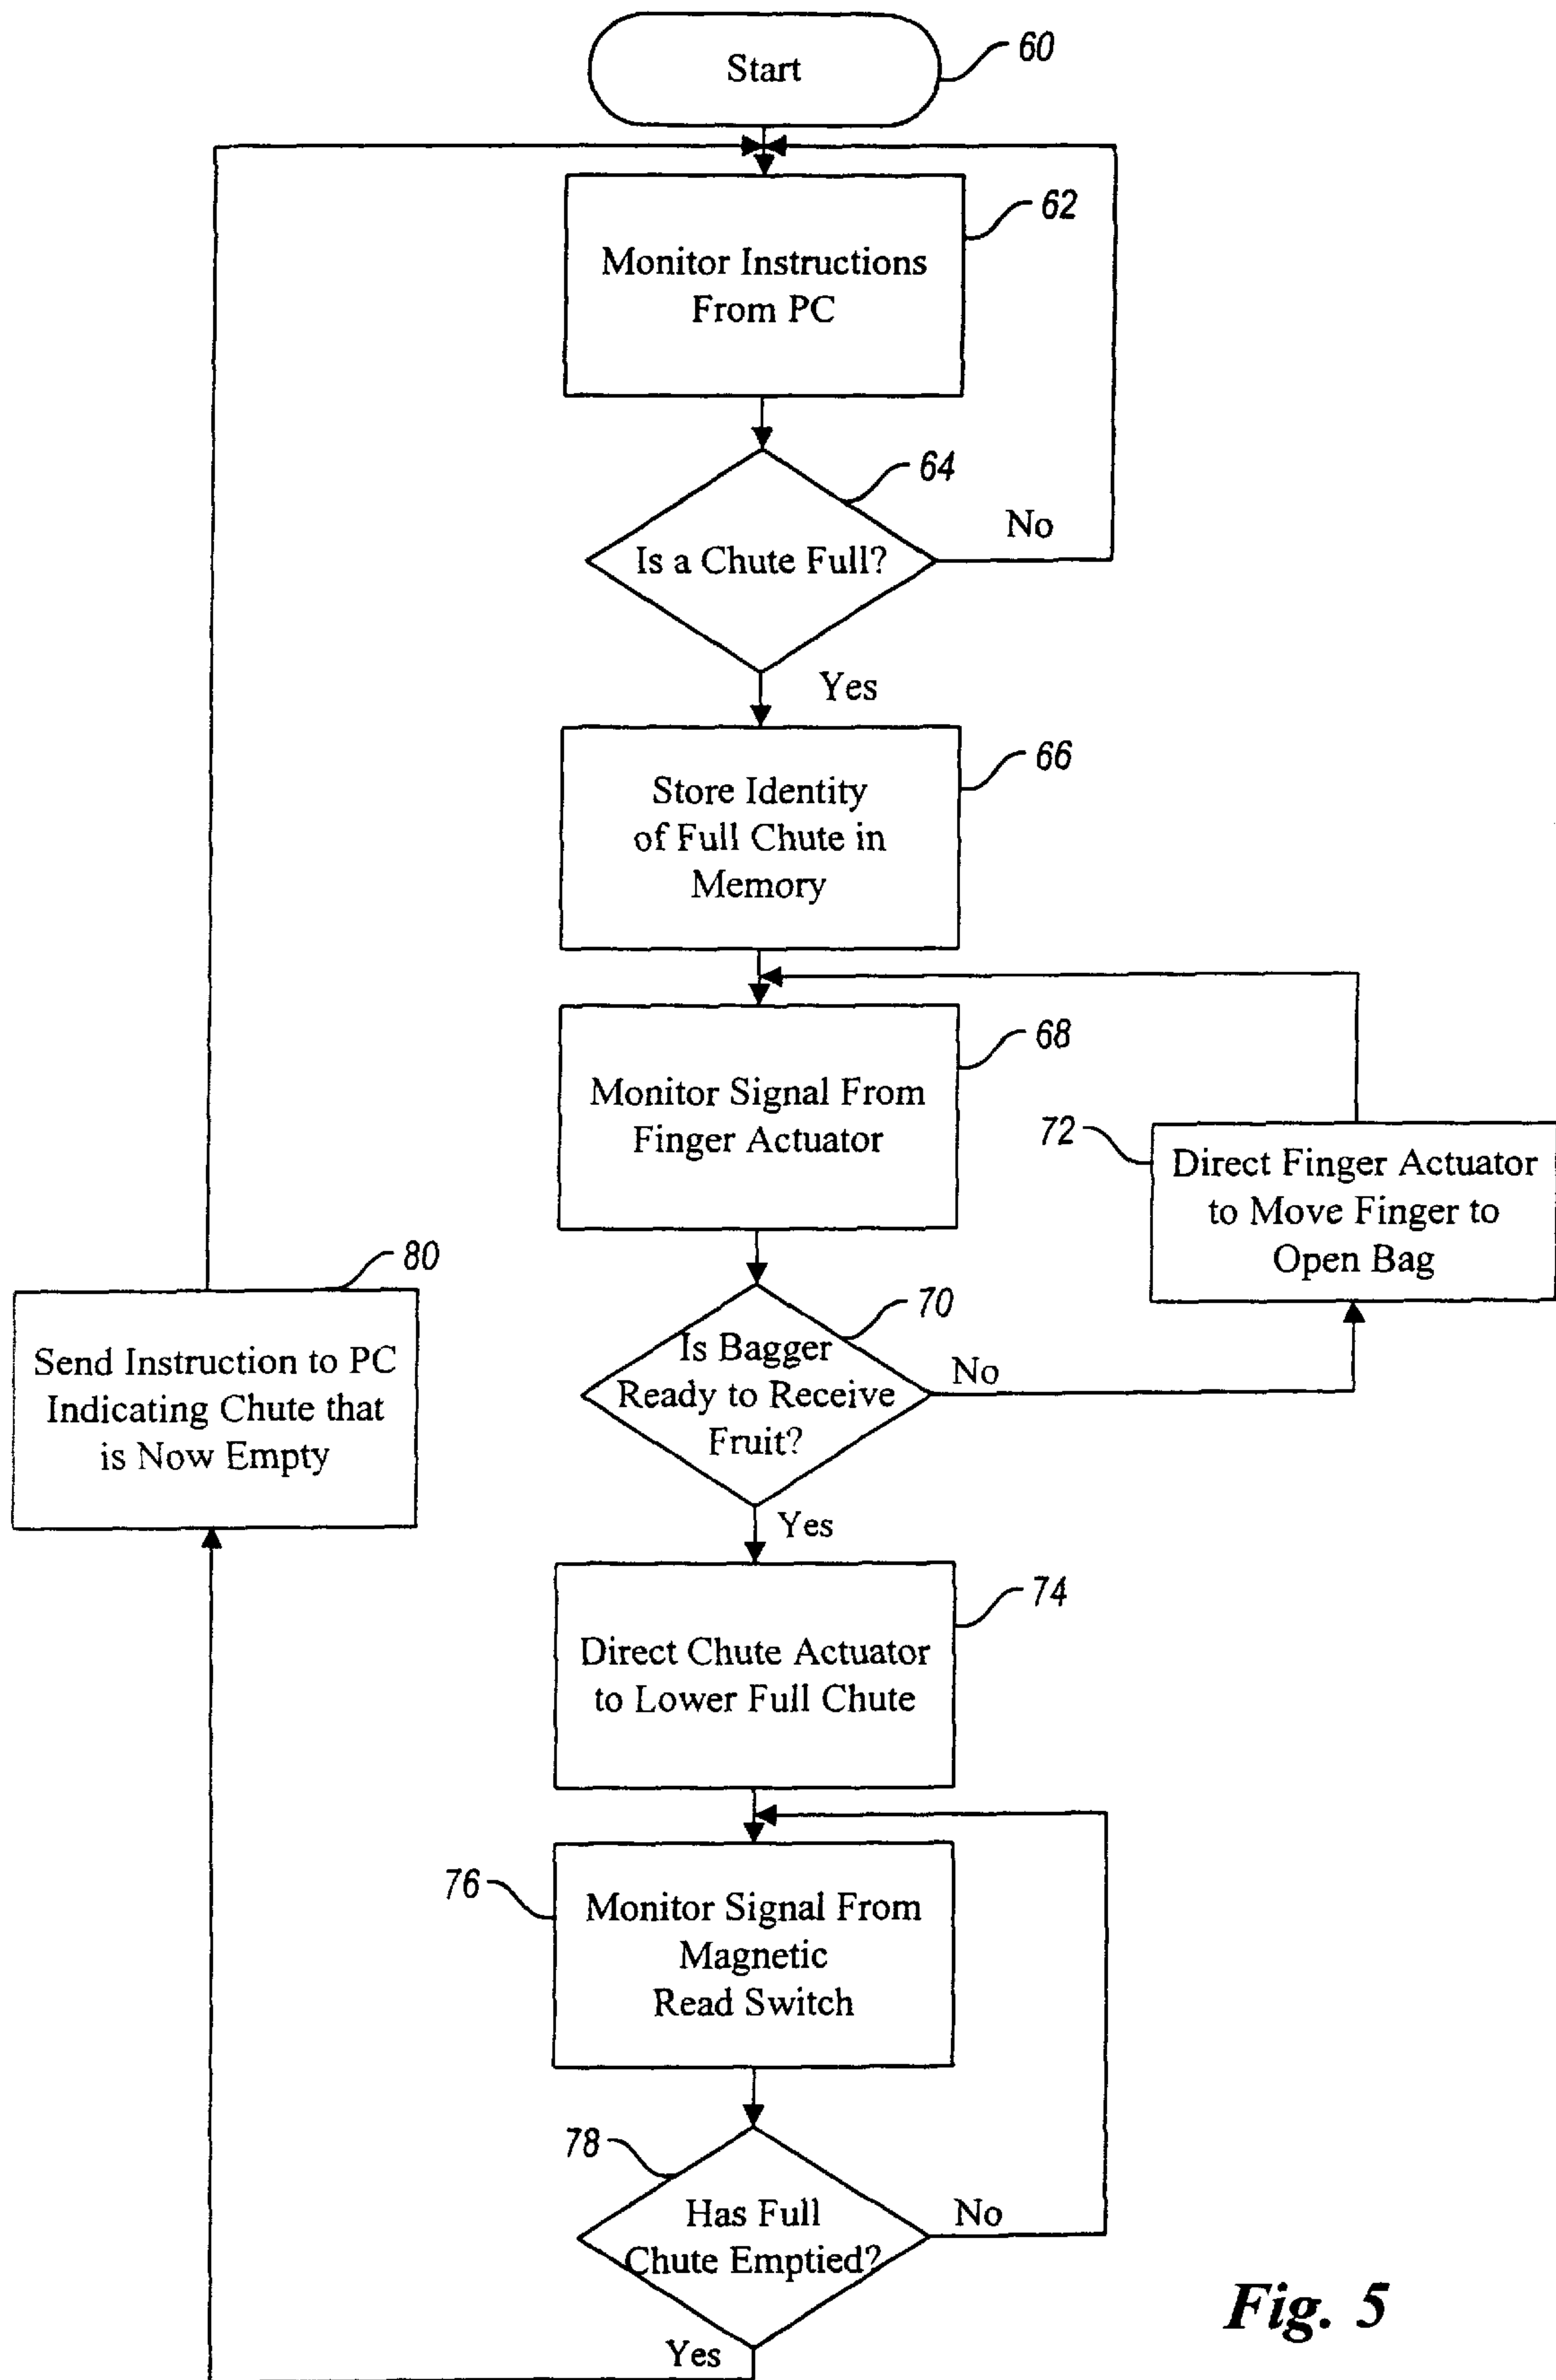 Start
60
62
Monitor Instructions
From PC
64
No
Is a Chute Full?
Yes
66
Store Identity
of Full Chute in
Memory
68
Monitor Signal From
Finger Actuator
72
Direct Finger Actuator
to Move Finger to
Open Bag
80
Send Instruction to PC
Indicating Chute that
is Now Empty
70
Is Bagger
Ready to Receive
Fruit?
No
Yes
74
Direct Chute Actuator
to Lower Full Chute
76
Monitor Signal From
Magnetic
Read Switch
78
Has Full
Chute Emptied?
No
Yes
Fig. 5